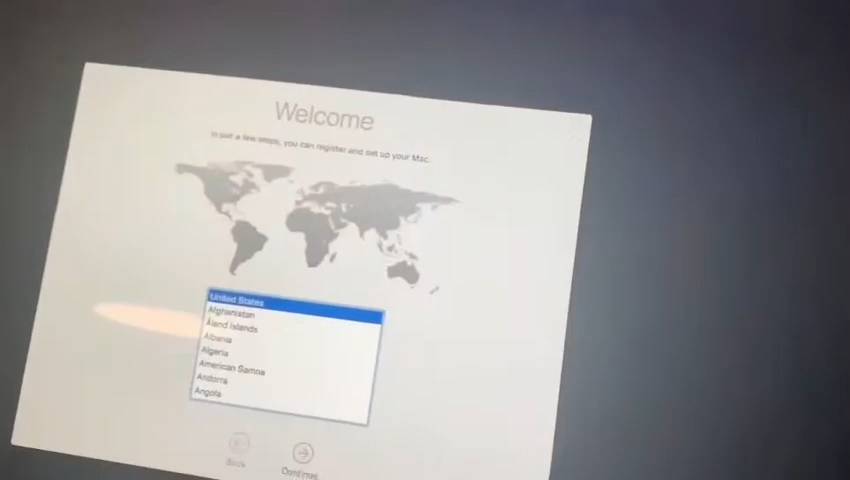 Welcome
In just a few steps, you can register and set up your Mac.
United States
Afghanistan
Åland Islands
Albania
Algeria
American Samoa
Andorra
Angola
Back
Continue